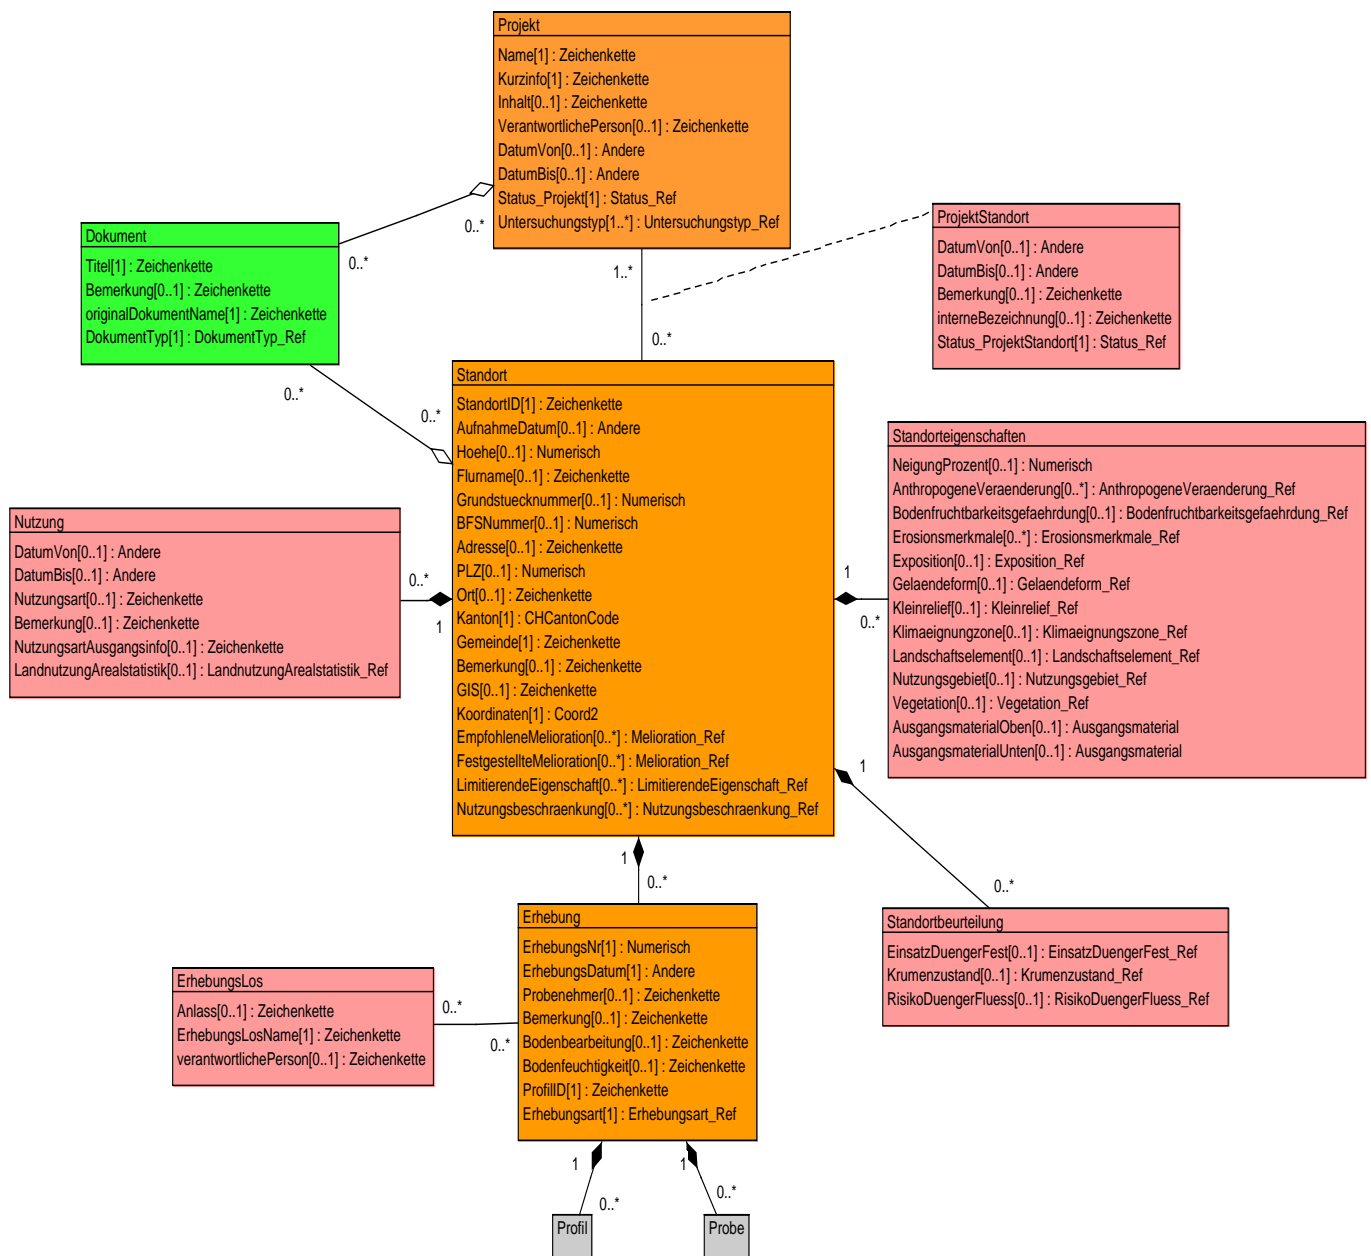 Projekt
Name[1] : Zeichenkette
Kurzinfo[1] : Zeichenkette
Inhalt[0..1] : Zeichenkette
VerantwortlichePerson[0..1] : Zeichenkette
DatumVon[0..1] : Andere
DatumBis[0..1] : Andere
Status_Projekt[1] : Status_Ref
Untersuchungstyp[1..*] : Untersuchungstyp_Ref
0..*
0..*
1..*
0..*
ProjektStandort
DatumVon[0..1] : Andere
DatumBis[0..1] : Andere
Bemerkung[0..1] : Zeichenkette
interneBezeichnung[0..1] : Zeichenkette
Status_ProjektStandort[1] : Status_Ref
Dokument
Titel[1] : Zeichenkette
Bemerkung[0..1] : Zeichenkette
originalDokumentName[1] : Zeichenkette
DokumentTyp[1] : DokumentTyp_Ref
0..*
0..*
Standort
StandortID[1] : Zeichenkette
AufnahmeDatum[0..1] : Andere
Hoehe[0..1] : Numerisch
Flurname[0..1] : Zeichenkette
Grundstuecknummer[0..1] : Numerisch
BFSNummer[0..1] : Numerisch
Adresse[0..1] : Zeichenkette
PLZ[0..1] : Numerisch
Ort[0..1] : Zeichenkette
Kanton[1] : CHCantonCode
Gemeinde[1] : Zeichenkette
Bemerkung[0..1] : Zeichenkette
GIS[0..1] : Zeichenkette
Koordinaten[1] : Coord2
EmpfohleneMelioration[0..*] : Melioration_Ref
FestgestellteMelioration[0..*] : Melioration_Ref
LimitierendeEigenschaft[0..*] : LimitierendeEigenschaft_Ref
Nutzungsbeschraenkung[0..*] : Nutzungsbeschraenkung_Ref
Standorteigenschaften
NeigungProzent[0..1] : Numerisch
AnthropogeneVeraenderung[0..*] : AnthropogeneVeraenderung_Ref
Bodenfruchtbarkeitsgefaehrdung[0..1] : Bodenfruchtbarkeitsgefaehrdung_Ref
Erosionsmerkmale[0..*] : Erosionsmerkmale_Ref
Exposition[0..1] : Exposition_Ref
Gelaendeform[0..1] : Gelaendeform_Ref
Kleinrelief[0..1] : Kleinrelief_Ref
Klimaeignungzone[0..1] : Klimaeignungszone_Ref
Landschaftselement[0..1] : Landschaftselement_Ref
Nutzungsgebiet[0..1] : Nutzungsgebiet_Ref
Vegetation[0..1] : Vegetation_Ref
AusgangsmaterialOben[0..1] : Ausgangsmaterial
AusgangsmaterialUnten[0..1] : Ausgangsmaterial
1
0..*
Nutzung
DatumVon[0..1] : Andere
DatumBis[0..1] : Andere
Nutzungsart[0..1] : Zeichenkette
Bemerkung[0..1] : Zeichenkette
NutzungsartAusgangsinfo[0..1] : Zeichenkette
LandnutzungArealstatistik[0..1] : LandnutzungArealstatistik_Ref
0..*
1
1
0..*
1
0..*
Standortbeurteilung
EinsatzDuengerFest[0..1] : EinsatzDuengerFest_Ref
Krumenzustand[0..1] : Krumenzustand_Ref
RisikoDuengerFluess[0..1] : RisikoDuengerFluess_Ref
Erhebung
ErhebungsNr[1] : Numerisch
ErhebungsDatum[1] : Andere
Probenehmer[0..1] : Zeichenkette
Bemerkung[0..1] : Zeichenkette
Bodenbearbeitung[0..1] : Zeichenkette
Bodenfeuchtigkeit[0..1] : Zeichenkette
ProfilID[1] : Zeichenkette
Erhebungsart[1] : Erhebungsart_Ref
ErhebungsLos
Anlass[0..1] : Zeichenkette
ErhebungsLosName[1] : Zeichenkette
verantwortlichePerson[0..1] : Zeichenkette
0..*
0..*
1
1
0..*
0..*
Profil
Probe